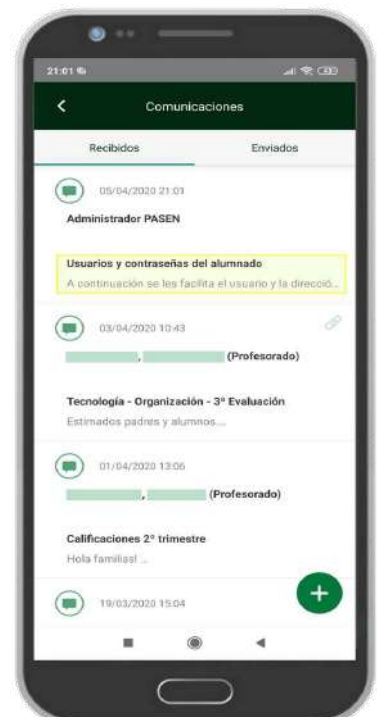 21:01
Comunicaciones
Recibidos Enviados
05/04/2020 21:01
Administrador PASEN
Usuarios y contraseñas del alumnado
A continuación se les facilita el usuario y la direcció...
03/04/2020 10:43
, (Profesorado)
Tecnología - Organización - 3ª Evaluación
Estimados padres y alumnos...
01/04/2020 13:06
, (Profesorado)
Calificaciones 2º trimestre
Hola familias! ...
19/03/2020 15:04